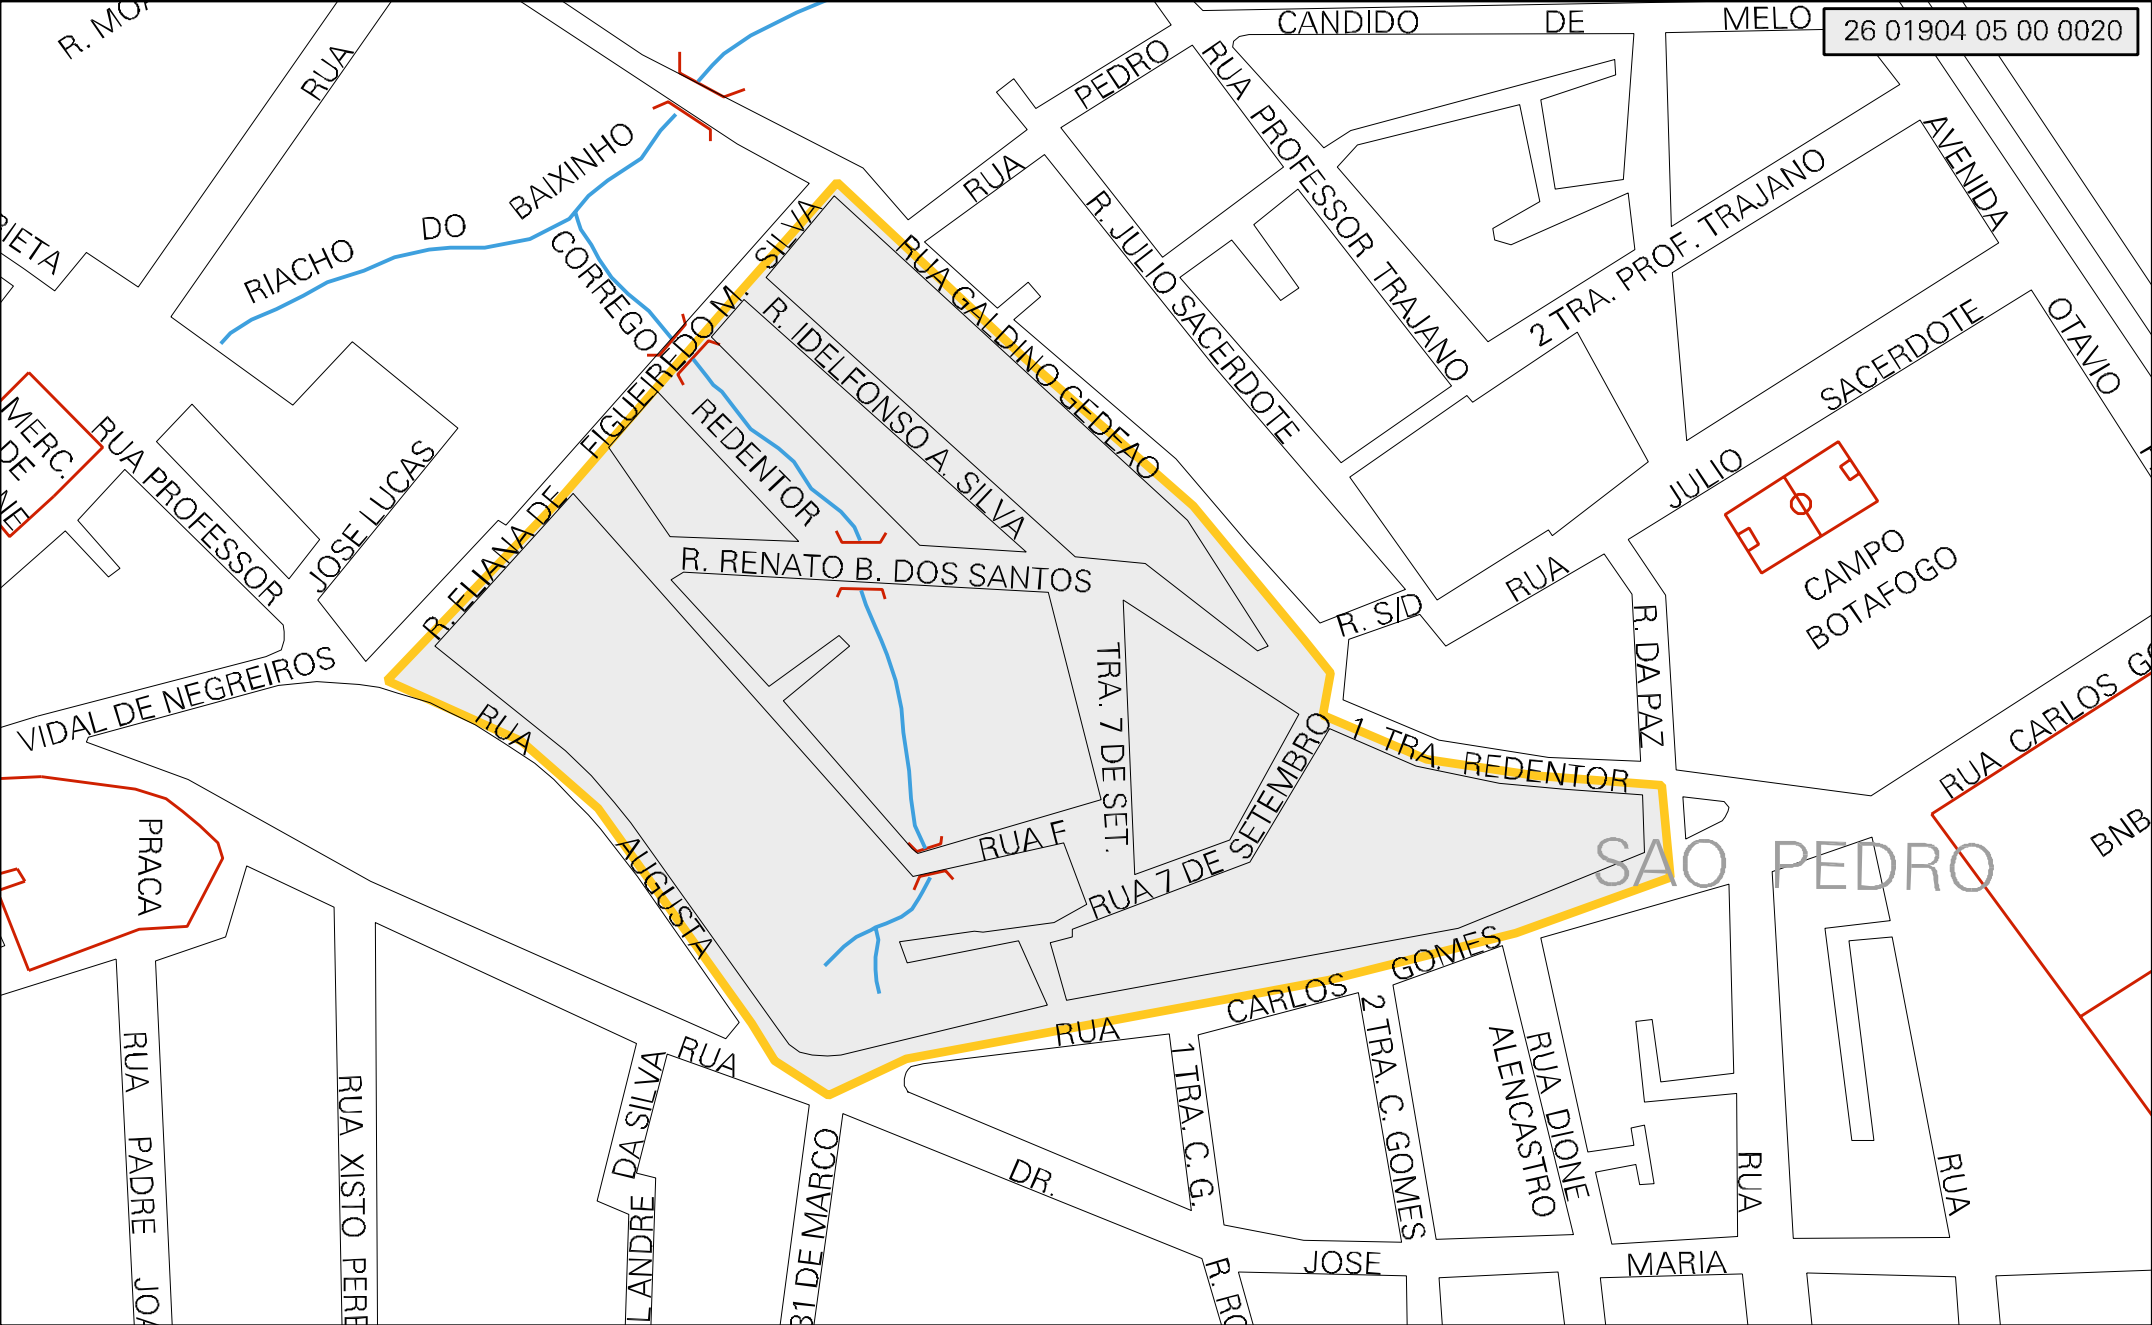 CANDIDO DE MELO
26 01904 05 00 0020
RUA
RUA PEDRO
RUA PROFESSOR TRAJANO
AVENIDA
OTAVIO
RIACHO DO BAIXINHO
CORREGO
REDENTOR
R. ELIANA DE FIGUEIREDO M. SILVA
RUA GALDINO GEDEAO
R. JULIO SACERDOTE
2 TRA. PROF. TRAJANO
RUA JULIO SACERDOTE
R. IDELFONSO A. SILVA
MERC.
DE
RUA PROFESSOR
JOSE LUCAS
CAMPO
BOTAFOGO
R. RENATO B. DOS SANTOS
R. S/D
R. DA PAZ
VIDAL DE NEGREIROS
TRA. 7 DE SET.
1 TRA. REDENTOR
RUA CARLOS
RUA AUGUSTA
PRACA
RUA F
RUA 7 DE SETEMBRO
SAO PEDRO
BNB
RUA CARLOS GOMES
RUA DR.
RUA PADRE
RUA XISTO
DA SILVA
ANDRE
31 DE MARCO
1 TRA. C. G.
2 TRA. C. GOMES
ALENCASTRO
RUA DIONE
RUA
RUA
JOSE MARIA